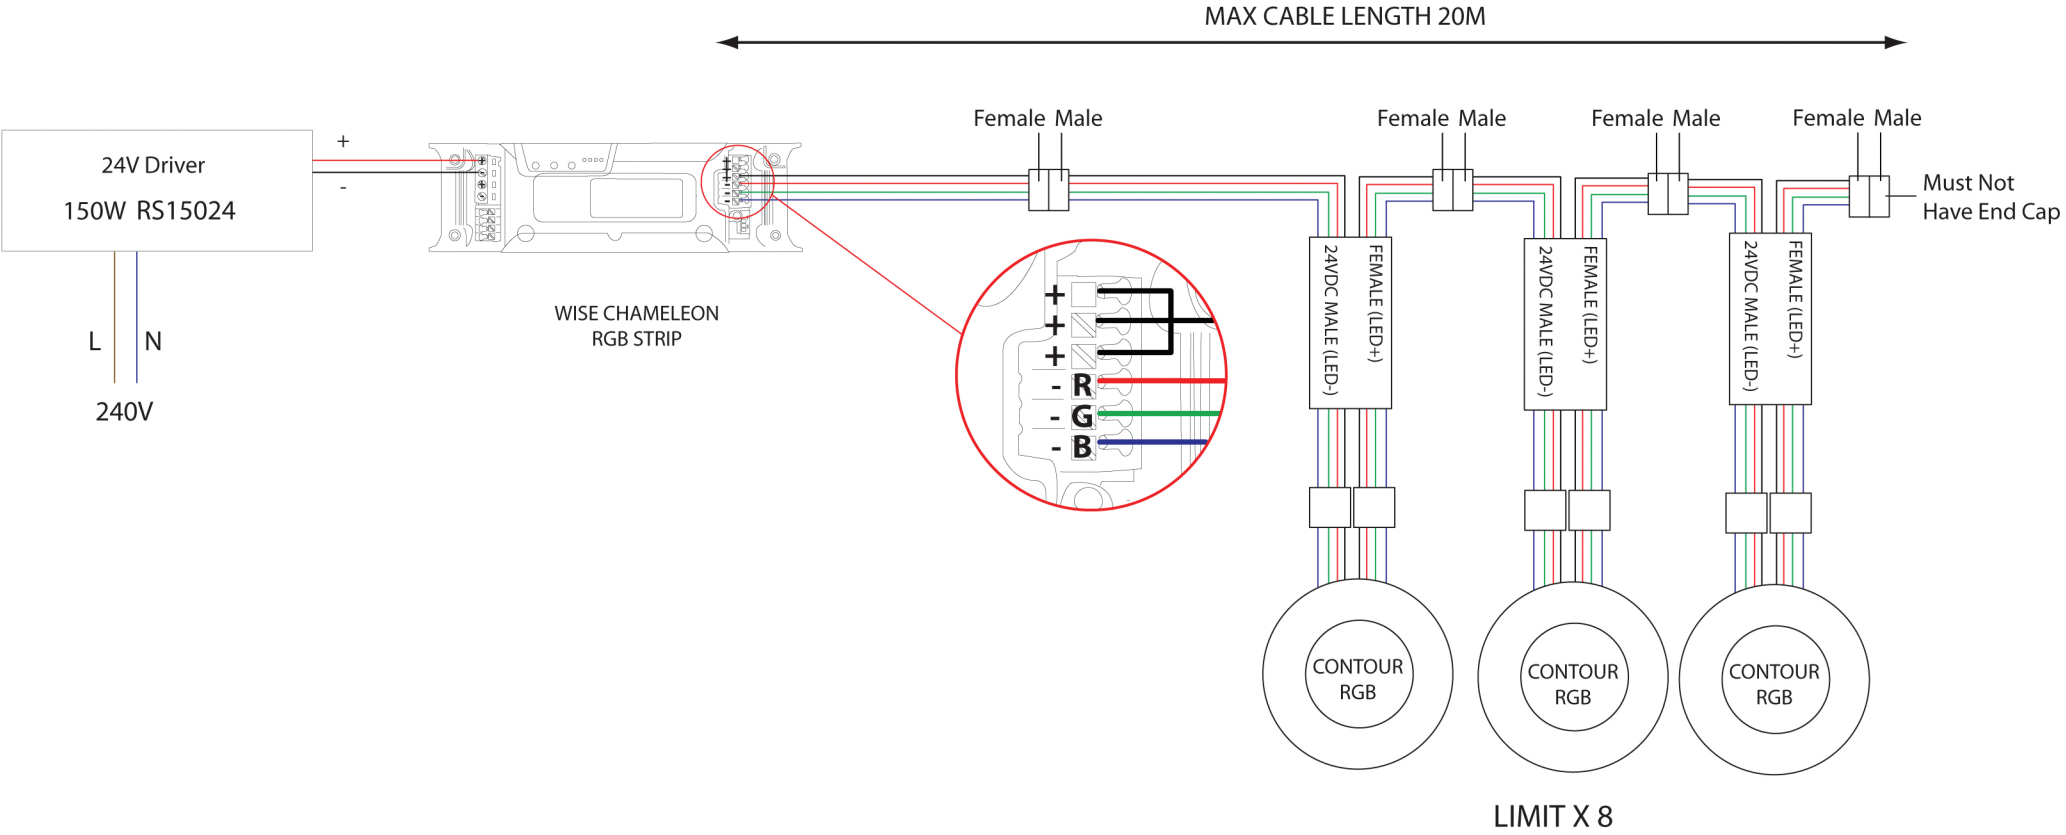 MAX CABLE LENGTH 20M
Female Male
Female Male
Female Male
Female Male
24V Driver
150W RS15024
+
-
Must Not
Have End Cap
L
N
240V
WISE CHAMELEON
RGB STRIP
+
+
+
- R
- G
- B
24VDC MALE (LED-)
FEMALE (LED+)
24VDC MALE (LED-)
FEMALE (LED+)
24VDC MALE (LED-)
FEMALE (LED+)
CONTOUR
RGB
CONTOUR
RGB
CONTOUR
RGB
LIMIT X 8